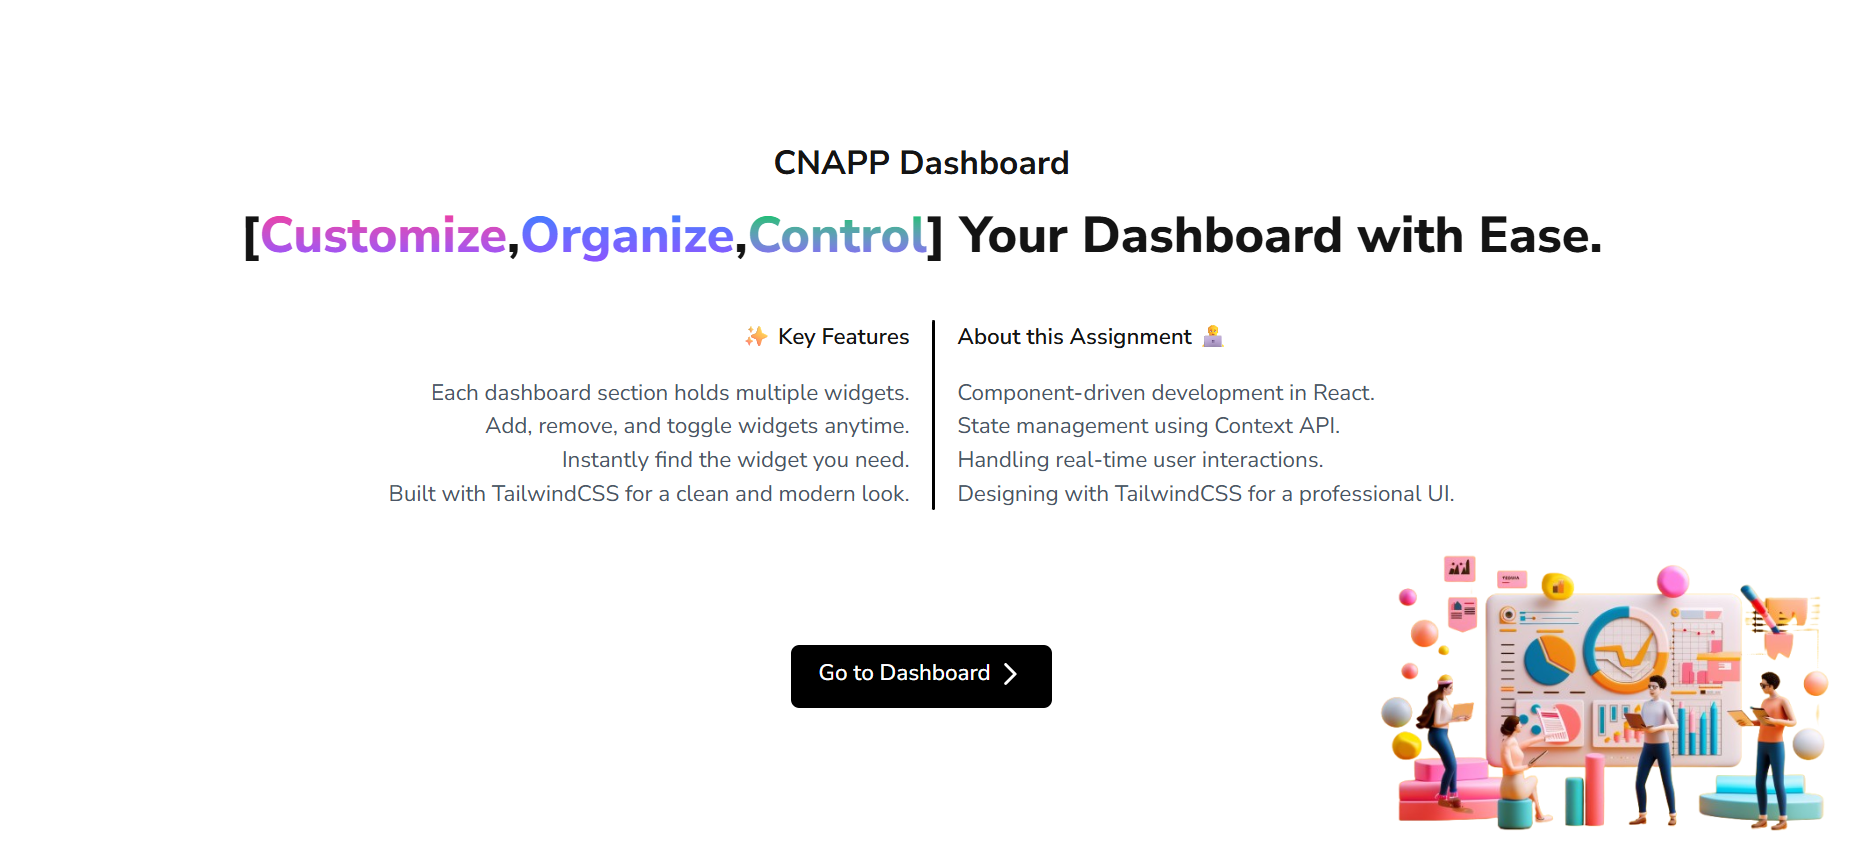 CNAPP Dashboard
[Customize,Organize,Control] Your Dashboard with Ease.
✨ Key Features
Each dashboard section holds multiple widgets.
Add, remove, and toggle widgets anytime.
Instantly find the widget you need.
Built with TailwindCSS for a clean and modern look.
About this Assignment 🧑‍💻
Component-driven development in React.
State management using Context API.
Handling real-time user interactions.
Designing with TailwindCSS for a professional UI.
Go to Dashboard